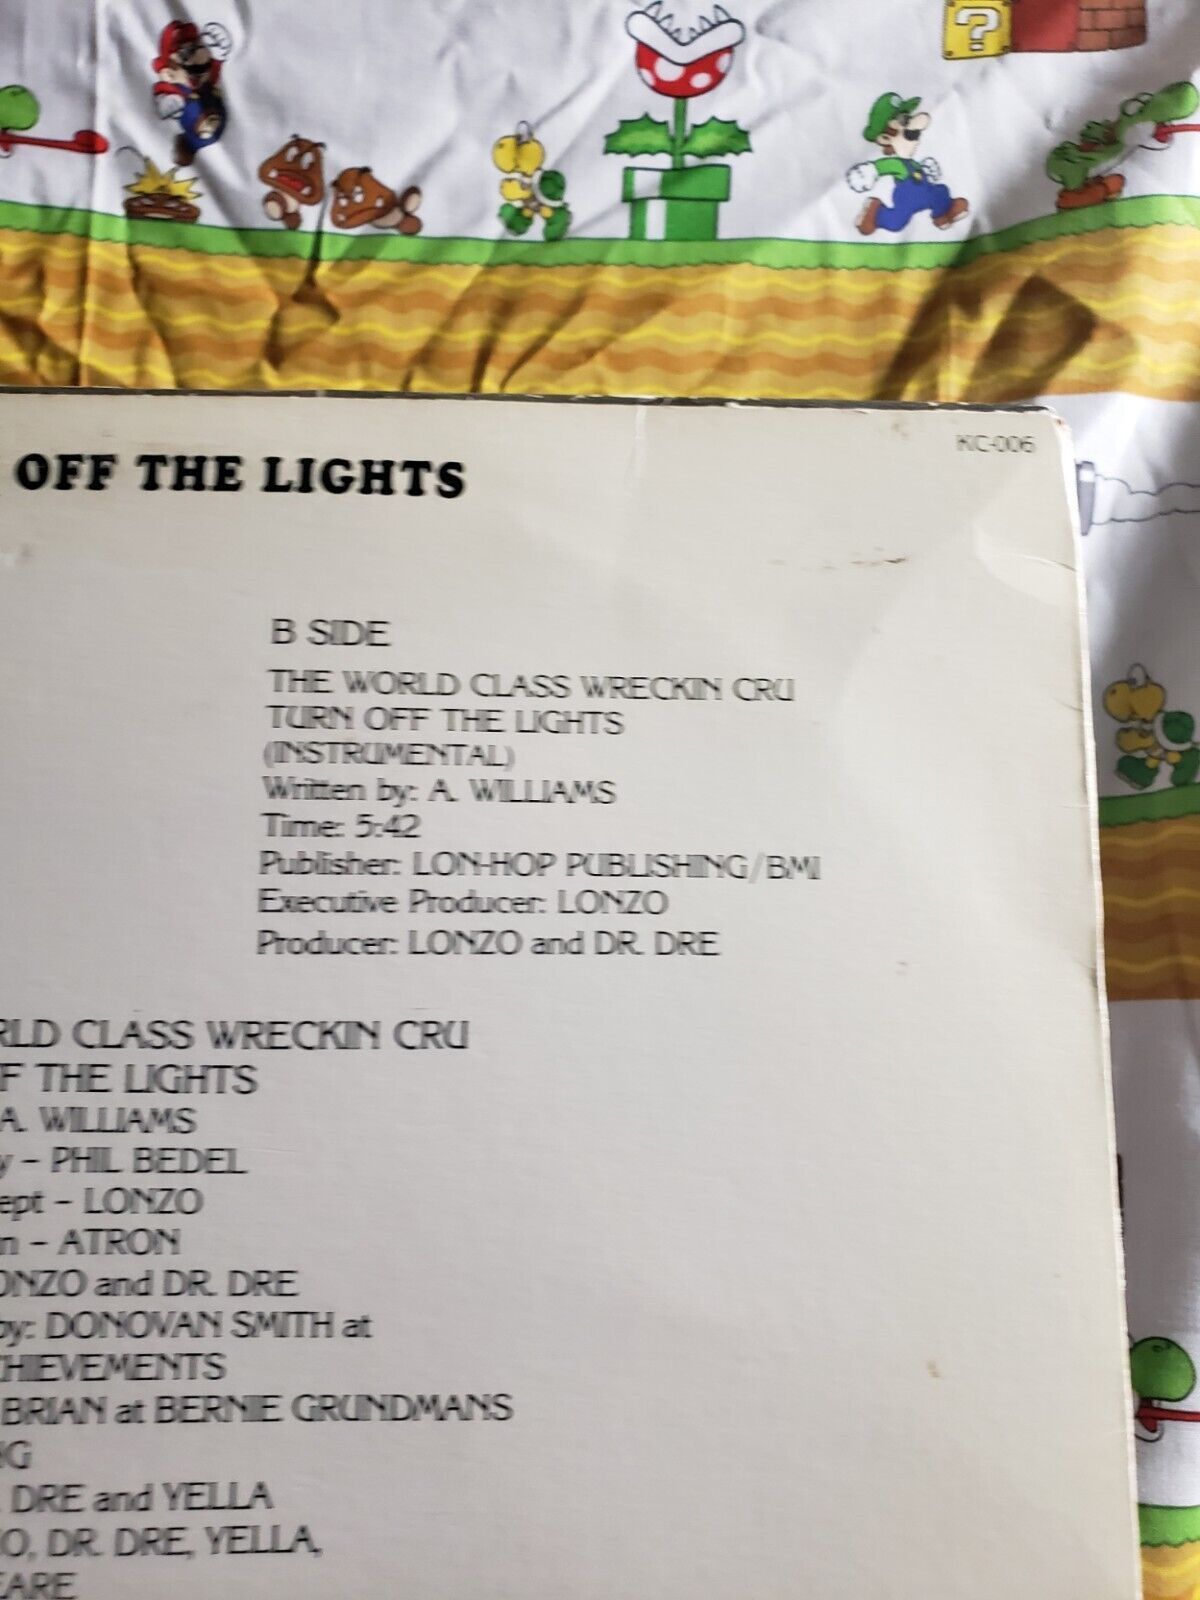 ?
OFF THE LIGHTS
KC-006
B SIDE
THE WORLD CLASS WRECKIN CRU
TURN OFF THE LIGHTS
(INSTRUMENTAL)
Written by: A. WILLIAMS
Time: 5:42
Publisher: LON-HOP PUBLISHING/BMI
Executive Producer: LONZO
Producer: LONZO and DR. DRE
RLD CLASS WRECKIN CRU
F THE LIGHTS
A. WILLIAMS
y – PHIL BEDEL
ept – LONZO
n – ATRON
ONZO and DR. DRE
by: DONOVAN SMITH at
CHIEVEMENTS
BRIAN at BERNIE GRUNDMANS
NG
. DRE and YELLA
O, DR. DRE, YELLA,
EARE